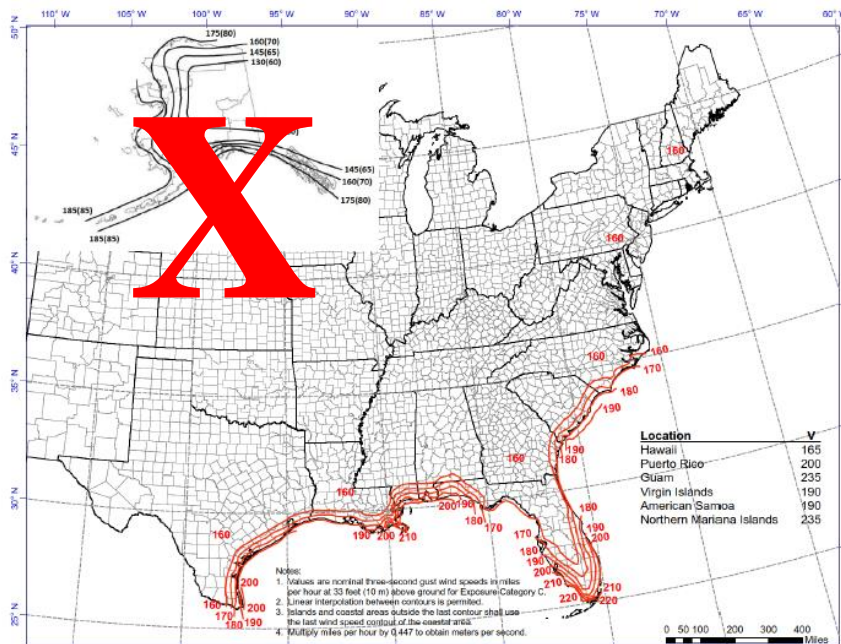 110°W 105°W 100°W 95°W 90°W 85°W 80°W 75°W 70°W 65°W 60°W
50°N
45°N
40°N
35°N
30°N
25°N
175(80)
160(70)
145(65)
130(60)
X
145(65)
160(70)
175(80)
185(85)
185(85)
160
160
160
160
170
180
190
190
180
160
160
160
200
190
180
170
190
200
210
180
190
200
170
180
190
200
210
220
210
220
200
160
170
180
200
190
Location V
Hawaii 165
Puerto Rico 200
Guam 235
Virgin Islands 190
American Samoa 190
Northern Mariana Islands 235
Notes:
1. Values are nominal three-second gust wind speeds in miles
per hour at 33 feet (10 m) above ground for Exposure Category C.
2. Linear interpolation between contours is permited.
3. Islands and coastal areas outside the last contour shall use
the last wind speed contour of the coastal area.
4. Multiply miles per hour by 0.447 to obtain meters per second.
0 50 100 200 300 400
Miles